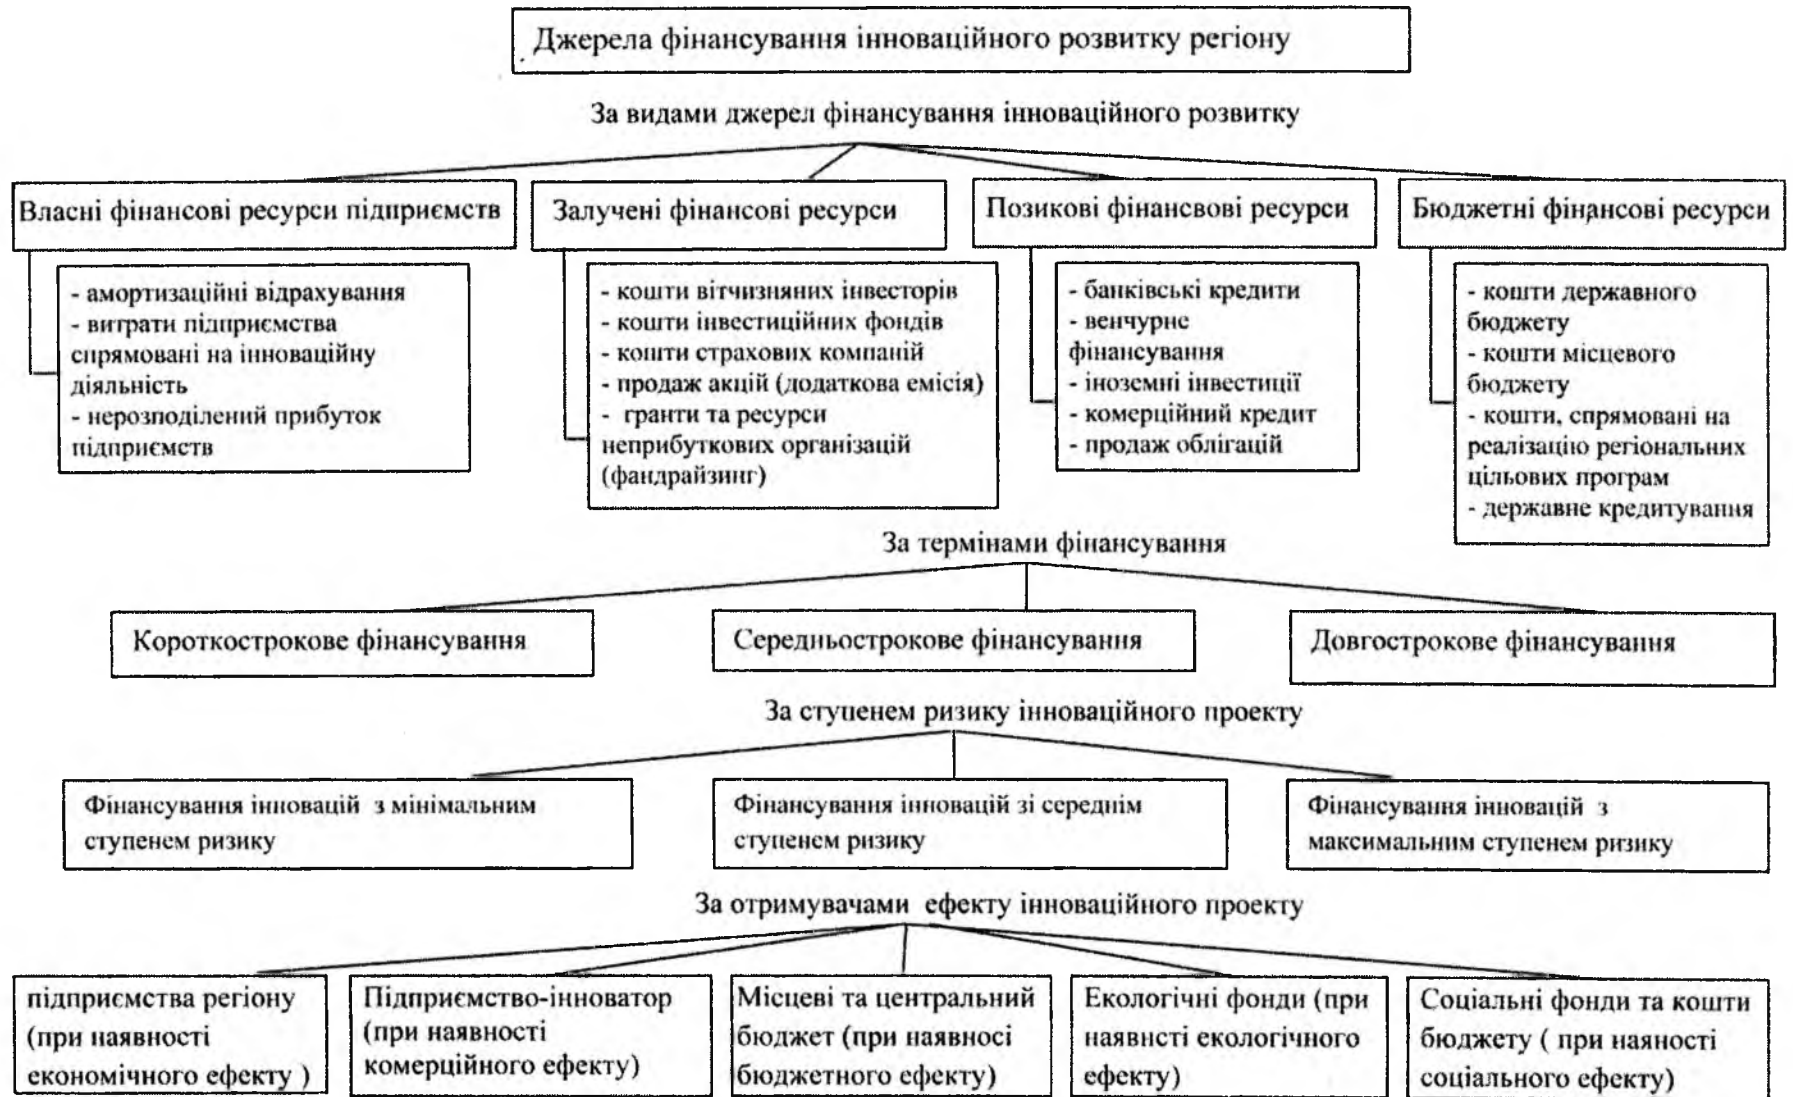 Джерела фінансування інноваційного розвитку регіону
За видами джерел фінансування інноваційного розвитку
Власні фінансові ресурси підприємств
Залучені фінансові ресурси
Позикові фінансвові ресурси
Бюджетні фінансові ресурси
- амортизаційні відрахування
- витрати підприємства
спрямовані на інноваційну
діяльність
- нерозподілений прибуток
підприємств
- кошти вітчизняних інвесторів
- кошти інвестиційних фондів
- кошти страхових компаній
- продаж акцій (додаткова емісія)
- гранти та ресурси
неприбуткових організацій
(фандрайзинг)
- банківські кредити
- венчурне
фінансування
- іноземні інвестиції
- комерційний кредит
- продаж облігацій
- кошти державного
бюджету
- кошти місцевого
бюджету
- кошти, спрямовані на
реалізацію регіональних
цільових програм
- державне кредитування
За термінами фінансування
Короткострокове фінансування
Середньострокове фінансування
Довгострокове фінансування
За ступенем ризику інноваційного проекту
Фінансування інновацій з мінімальним
ступенем ризику
Фінансування інновацій зі середнім
ступенем ризику
Фінансування інновацій з
максимальним ступенем ризику
За отримувачами ефекту інноваційного проекту
підприємства регіону
(при наявності
економічного ефекту )
Підприємство-інноватор
(при наявності
комерційного ефекту)
Місцеві та центральний
бюджет (при наявносі
бюджетного ефекту)
Екологічні фонди (при
наявнсті екологічного
ефекту)
Соціальні фонди та кошти
бюджету ( при наяності
соціального ефекту)